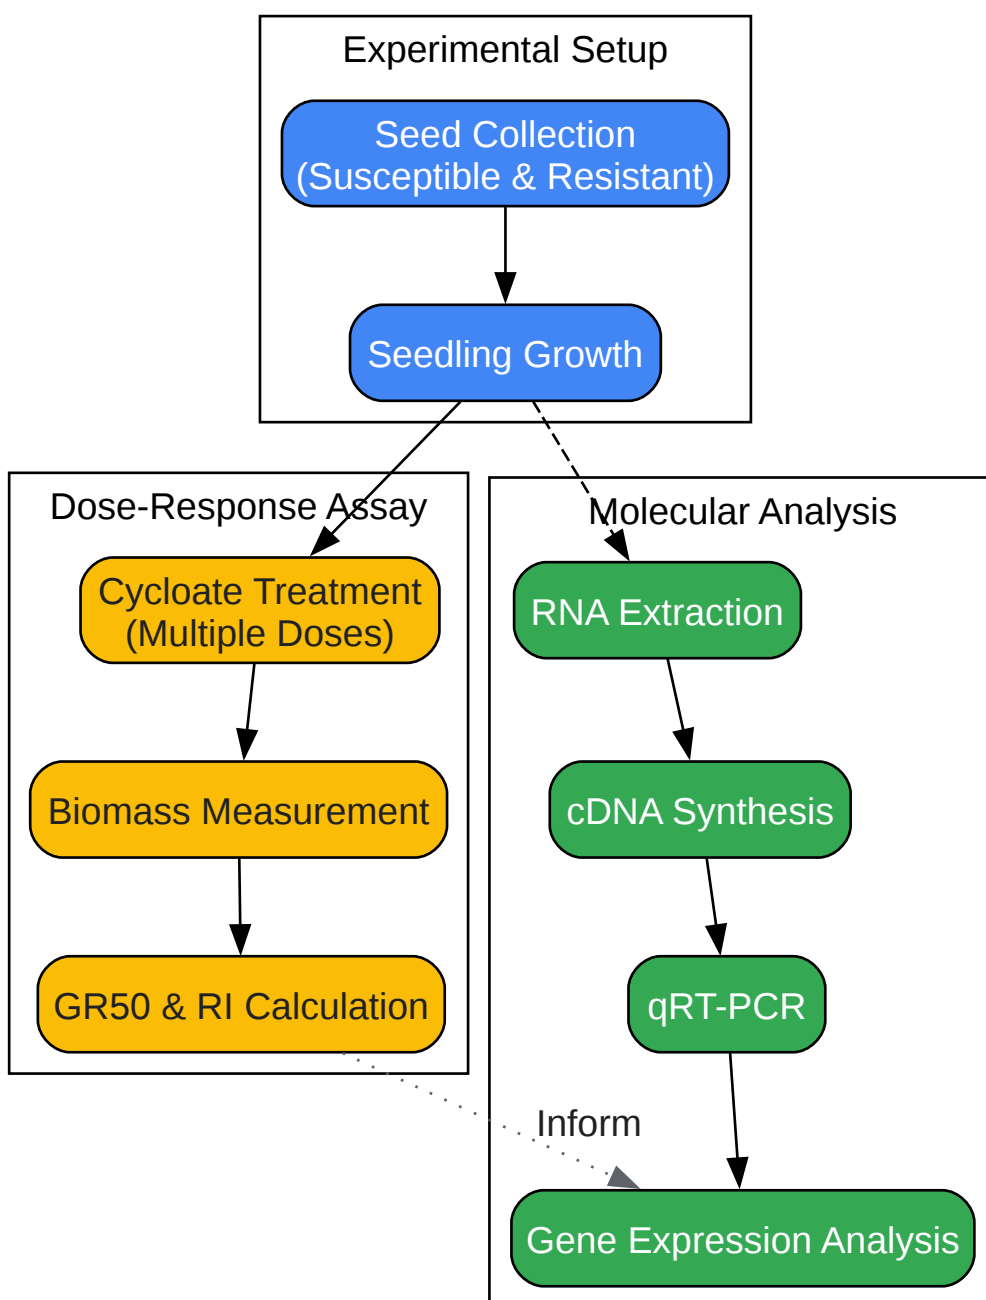 Experimental Setup
Seed Collection
(Susceptible & Resistant)
Seedling Growth
Dose-Response Assay
Cycloate Treatment
(Multiple Doses)
Biomass Measurement
GR50 & RI Calculation
Molecular Analysis
RNA Extraction
cDNA Synthesis
qRT-PCR
Inform
Gene Expression Analysis